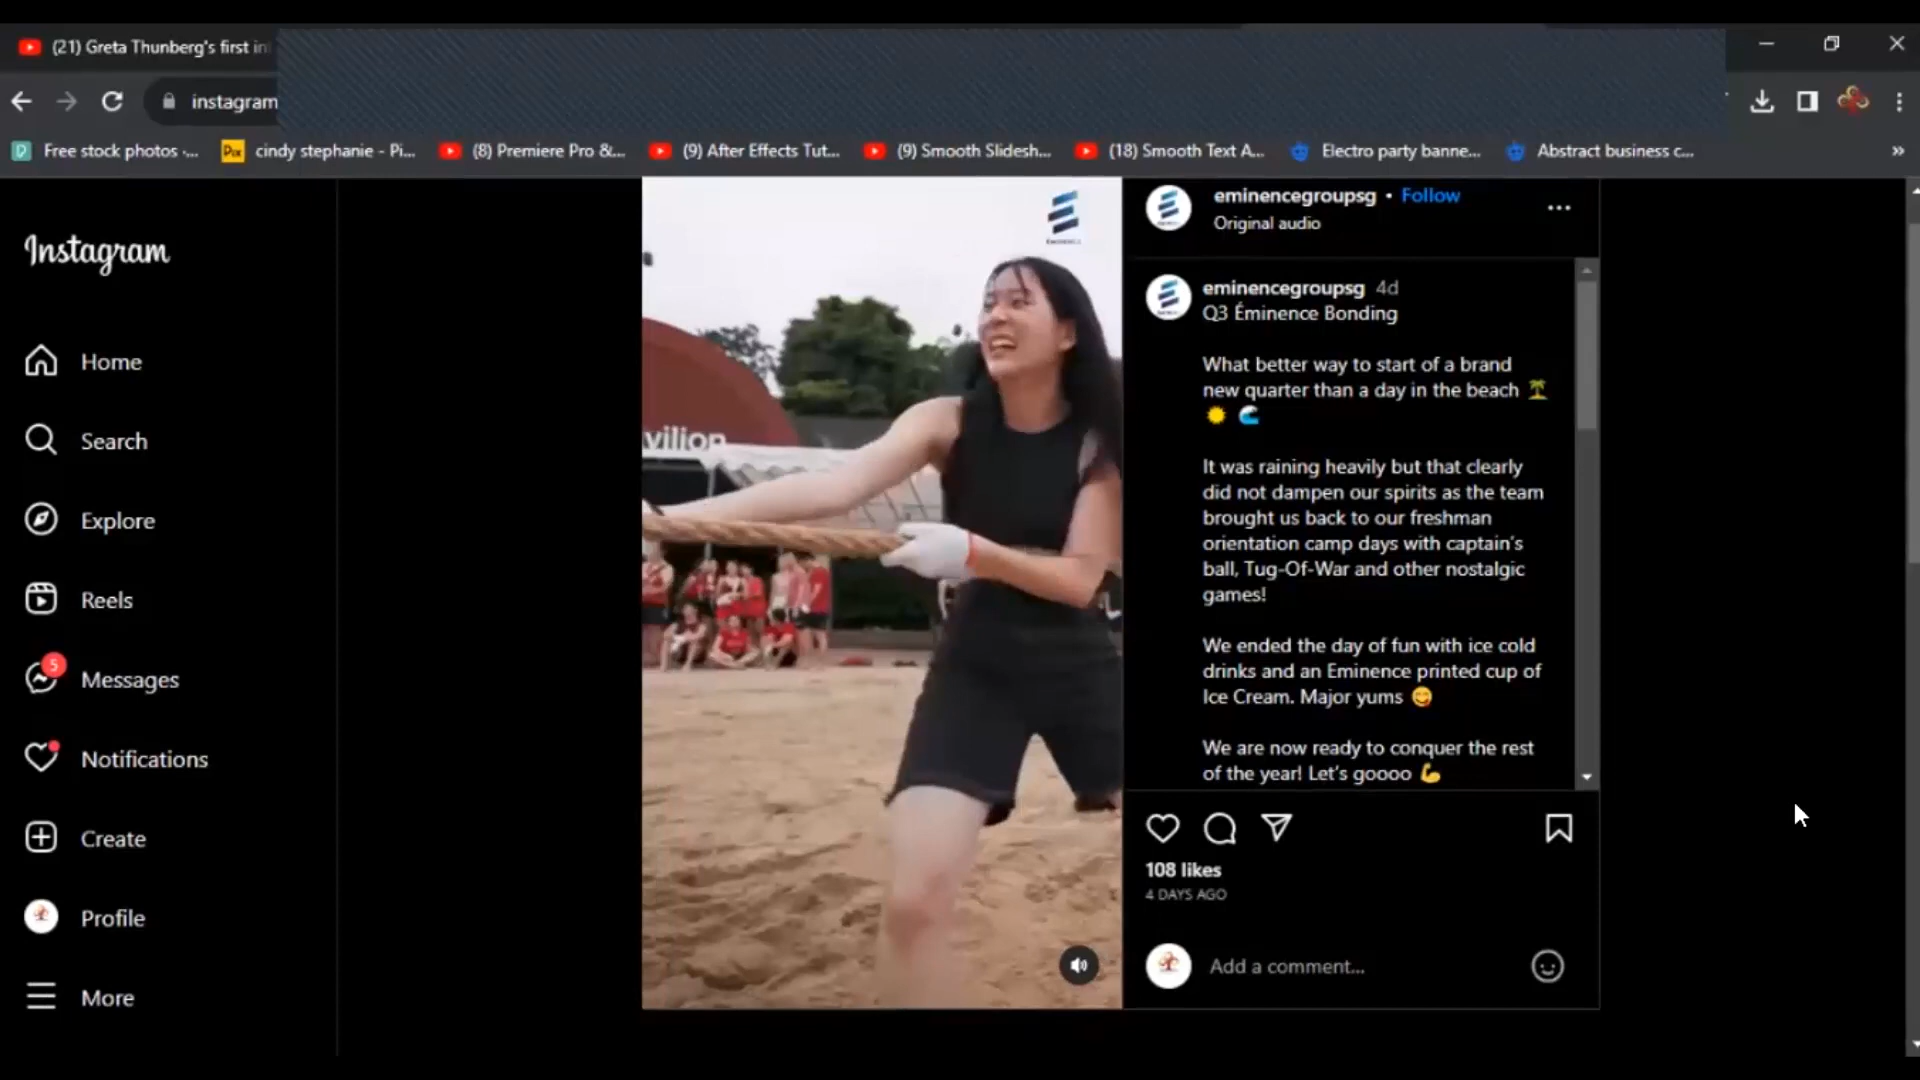 (21) Greta Thunberg's first in
instagram
Free stock photos -...
Pix
cindy stephanie - Pi...
(8) Premiere Pro &...
(9) After Effects Tut...
(9) Smooth Slidesh...
(18) Smooth Text A...
Electro party banne...
Abstract business c...
»
Instagram
Home
Search
Explore
Reels
5
Messages
Notifications
Create
Profile
More
vilion
eminencegroupsg • Follow
Original audio
eminencegroupsg 4d
Q3 Éminence Bonding
What better way to start of a brand
new quarter than a day in the beach 🏝️
☀️ 🌊
It was raining heavily but that clearly
did not dampen our spirits as the team
brought us back to our freshman
orientation camp days with captain's
ball, Tug-Of-War and other nostalgic
games!
We ended the day of fun with ice cold
drinks and an Eminence printed cup of
Ice Cream. Major yums 😋
We are now ready to conquer the rest
of the year! Let's goooo 💪
108 likes
4 DAYS AGO
Add a comment...